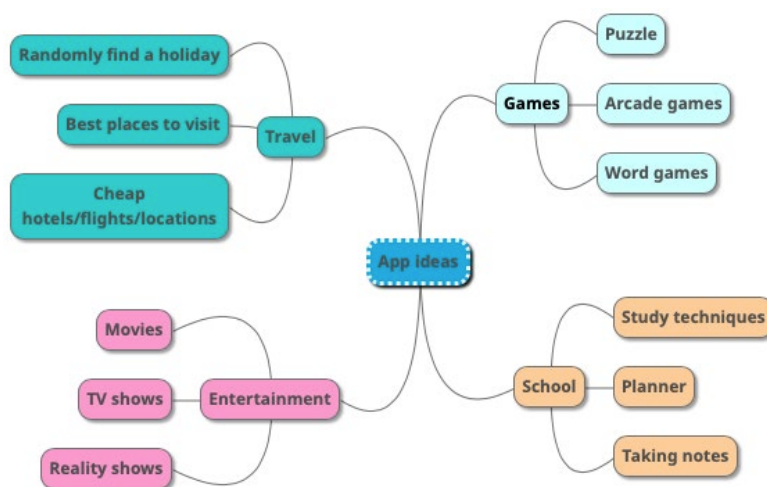 App ideas
Travel
Randomly find a holiday
Best places to visit
Cheap
hotels/flights/locations
Games
Puzzle
Arcade games
Word games
Entertainment
Movies
TV shows
Reality shows
School
Study techniques
Planner
Taking notes